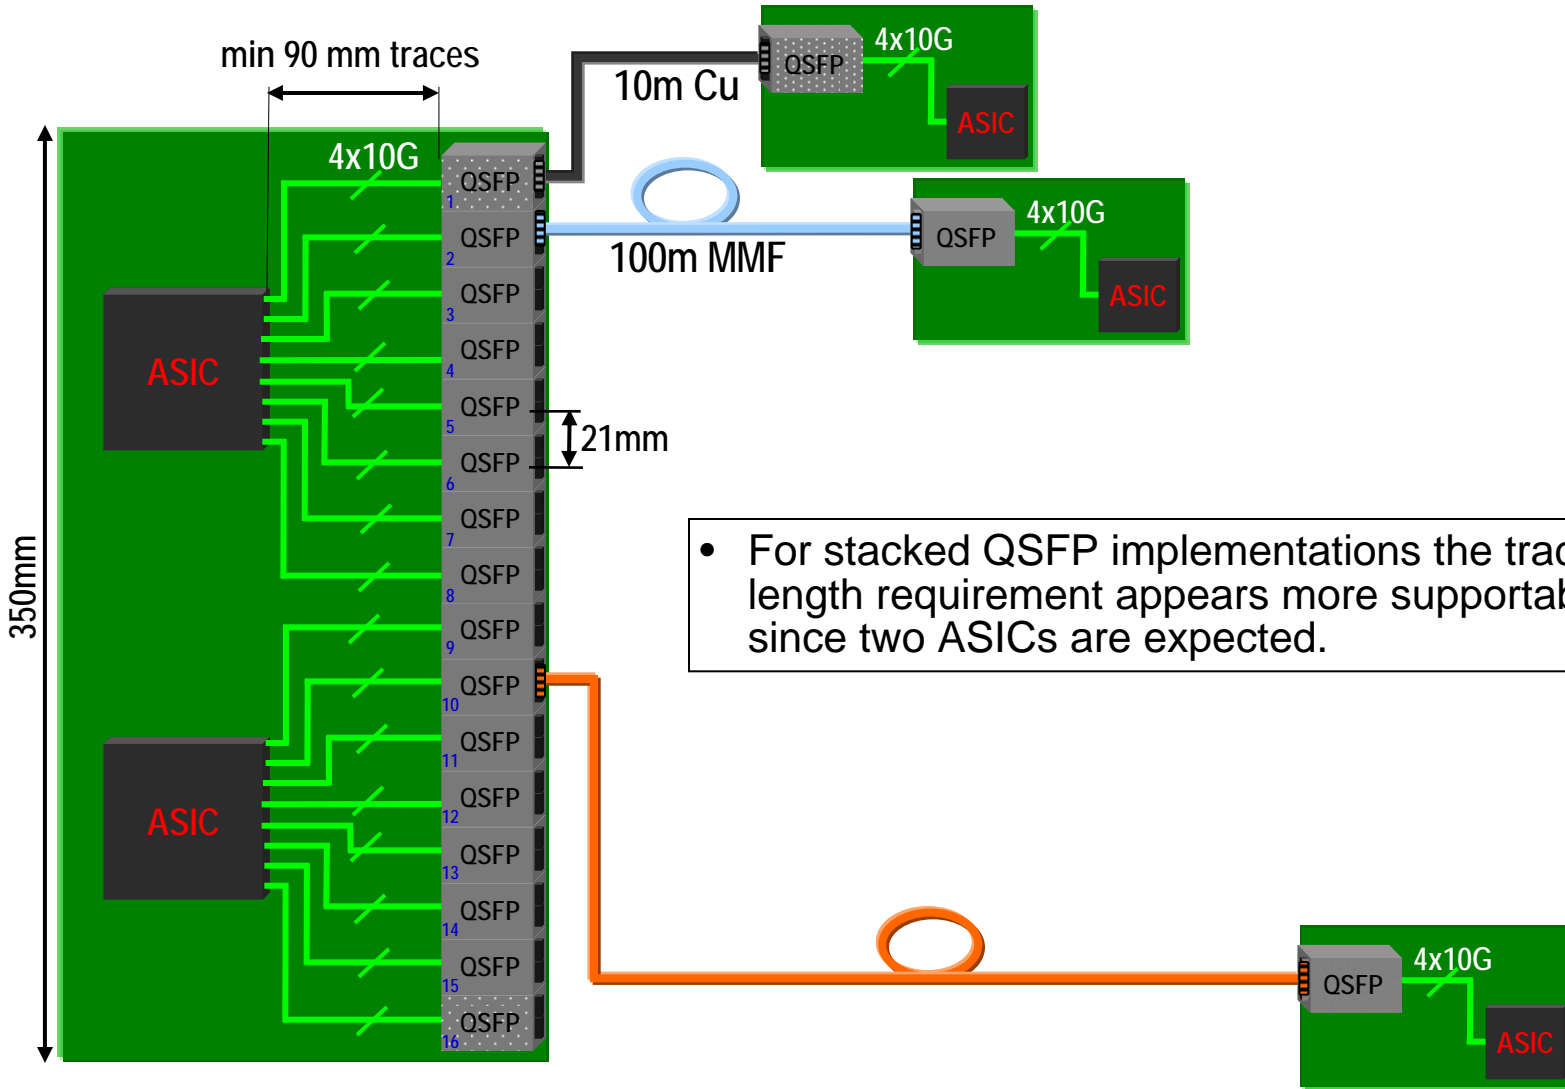 min 90 mm traces
350mm
4x10G
QSFP
1
QSFP
2
QSFP
3
QSFP
4
QSFP
5
QSFP
6
QSFP
7
QSFP
8
QSFP
9
QSFP
10
QSFP
11
QSFP
12
QSFP
13
QSFP
14
QSFP
15
QSFP
16
ASIC
ASIC
21mm
10m Cu
QSFP
4x10G
ASIC
100m MMF
QSFP
4x10G
ASIC
• For stacked QSFP implementations the trac
length requirement appears more supportab
since two ASICs are expected.
QSFP
4x10G
ASIC